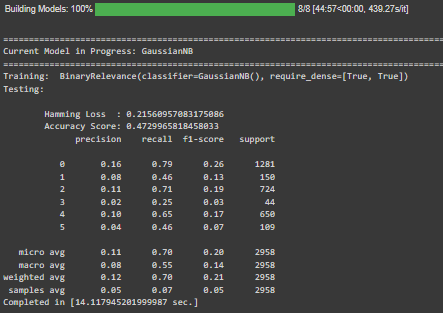 Building Models: 100% 8/8 [44:57<00:00, 439.27s/it]
================================================================================
Current Model in Progress: GaussianNB
================================================================================
Training:  BinaryRelevance(classifier=GaussianNB(), require_dense=[True, True])
Testing:
Hamming Loss  : 0.21560957083175086
Accuracy Score: 0.4729965818458033
precision    recall  f1-score   support
0       0.16      0.79      0.26      1281
1       0.08      0.46      0.13       150
2       0.11      0.71      0.19       724
3       0.02      0.25      0.03        44
4       0.10      0.65      0.17       650
5       0.04      0.46      0.07       109
micro avg       0.11      0.70      0.20      2958
macro avg       0.08      0.55      0.14      2958
weighted avg       0.12      0.70      0.21      2958
samples avg       0.05      0.07      0.05      2958
Completed in [14.117945201999987 sec.]